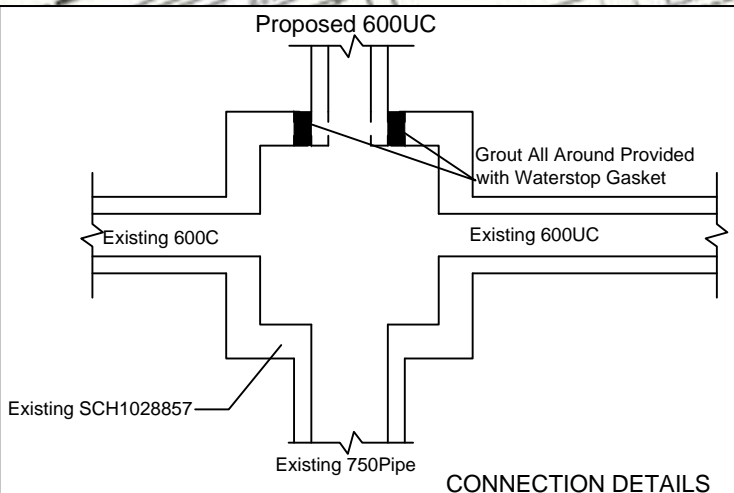 Proposed 600UC
Grout All Around Provided
with Waterstop Gasket
Existing 600C
Existing 600UC
Existing SCH1028857
Existing 750Pipe
CONNECTION DETAILS